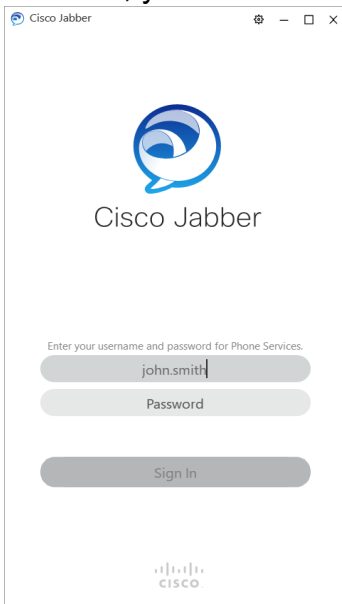 Cisco Jabber
Cisco Jabber
Enter your username and password for Phone Services.
john.smith
Password
Sign In
CISCO